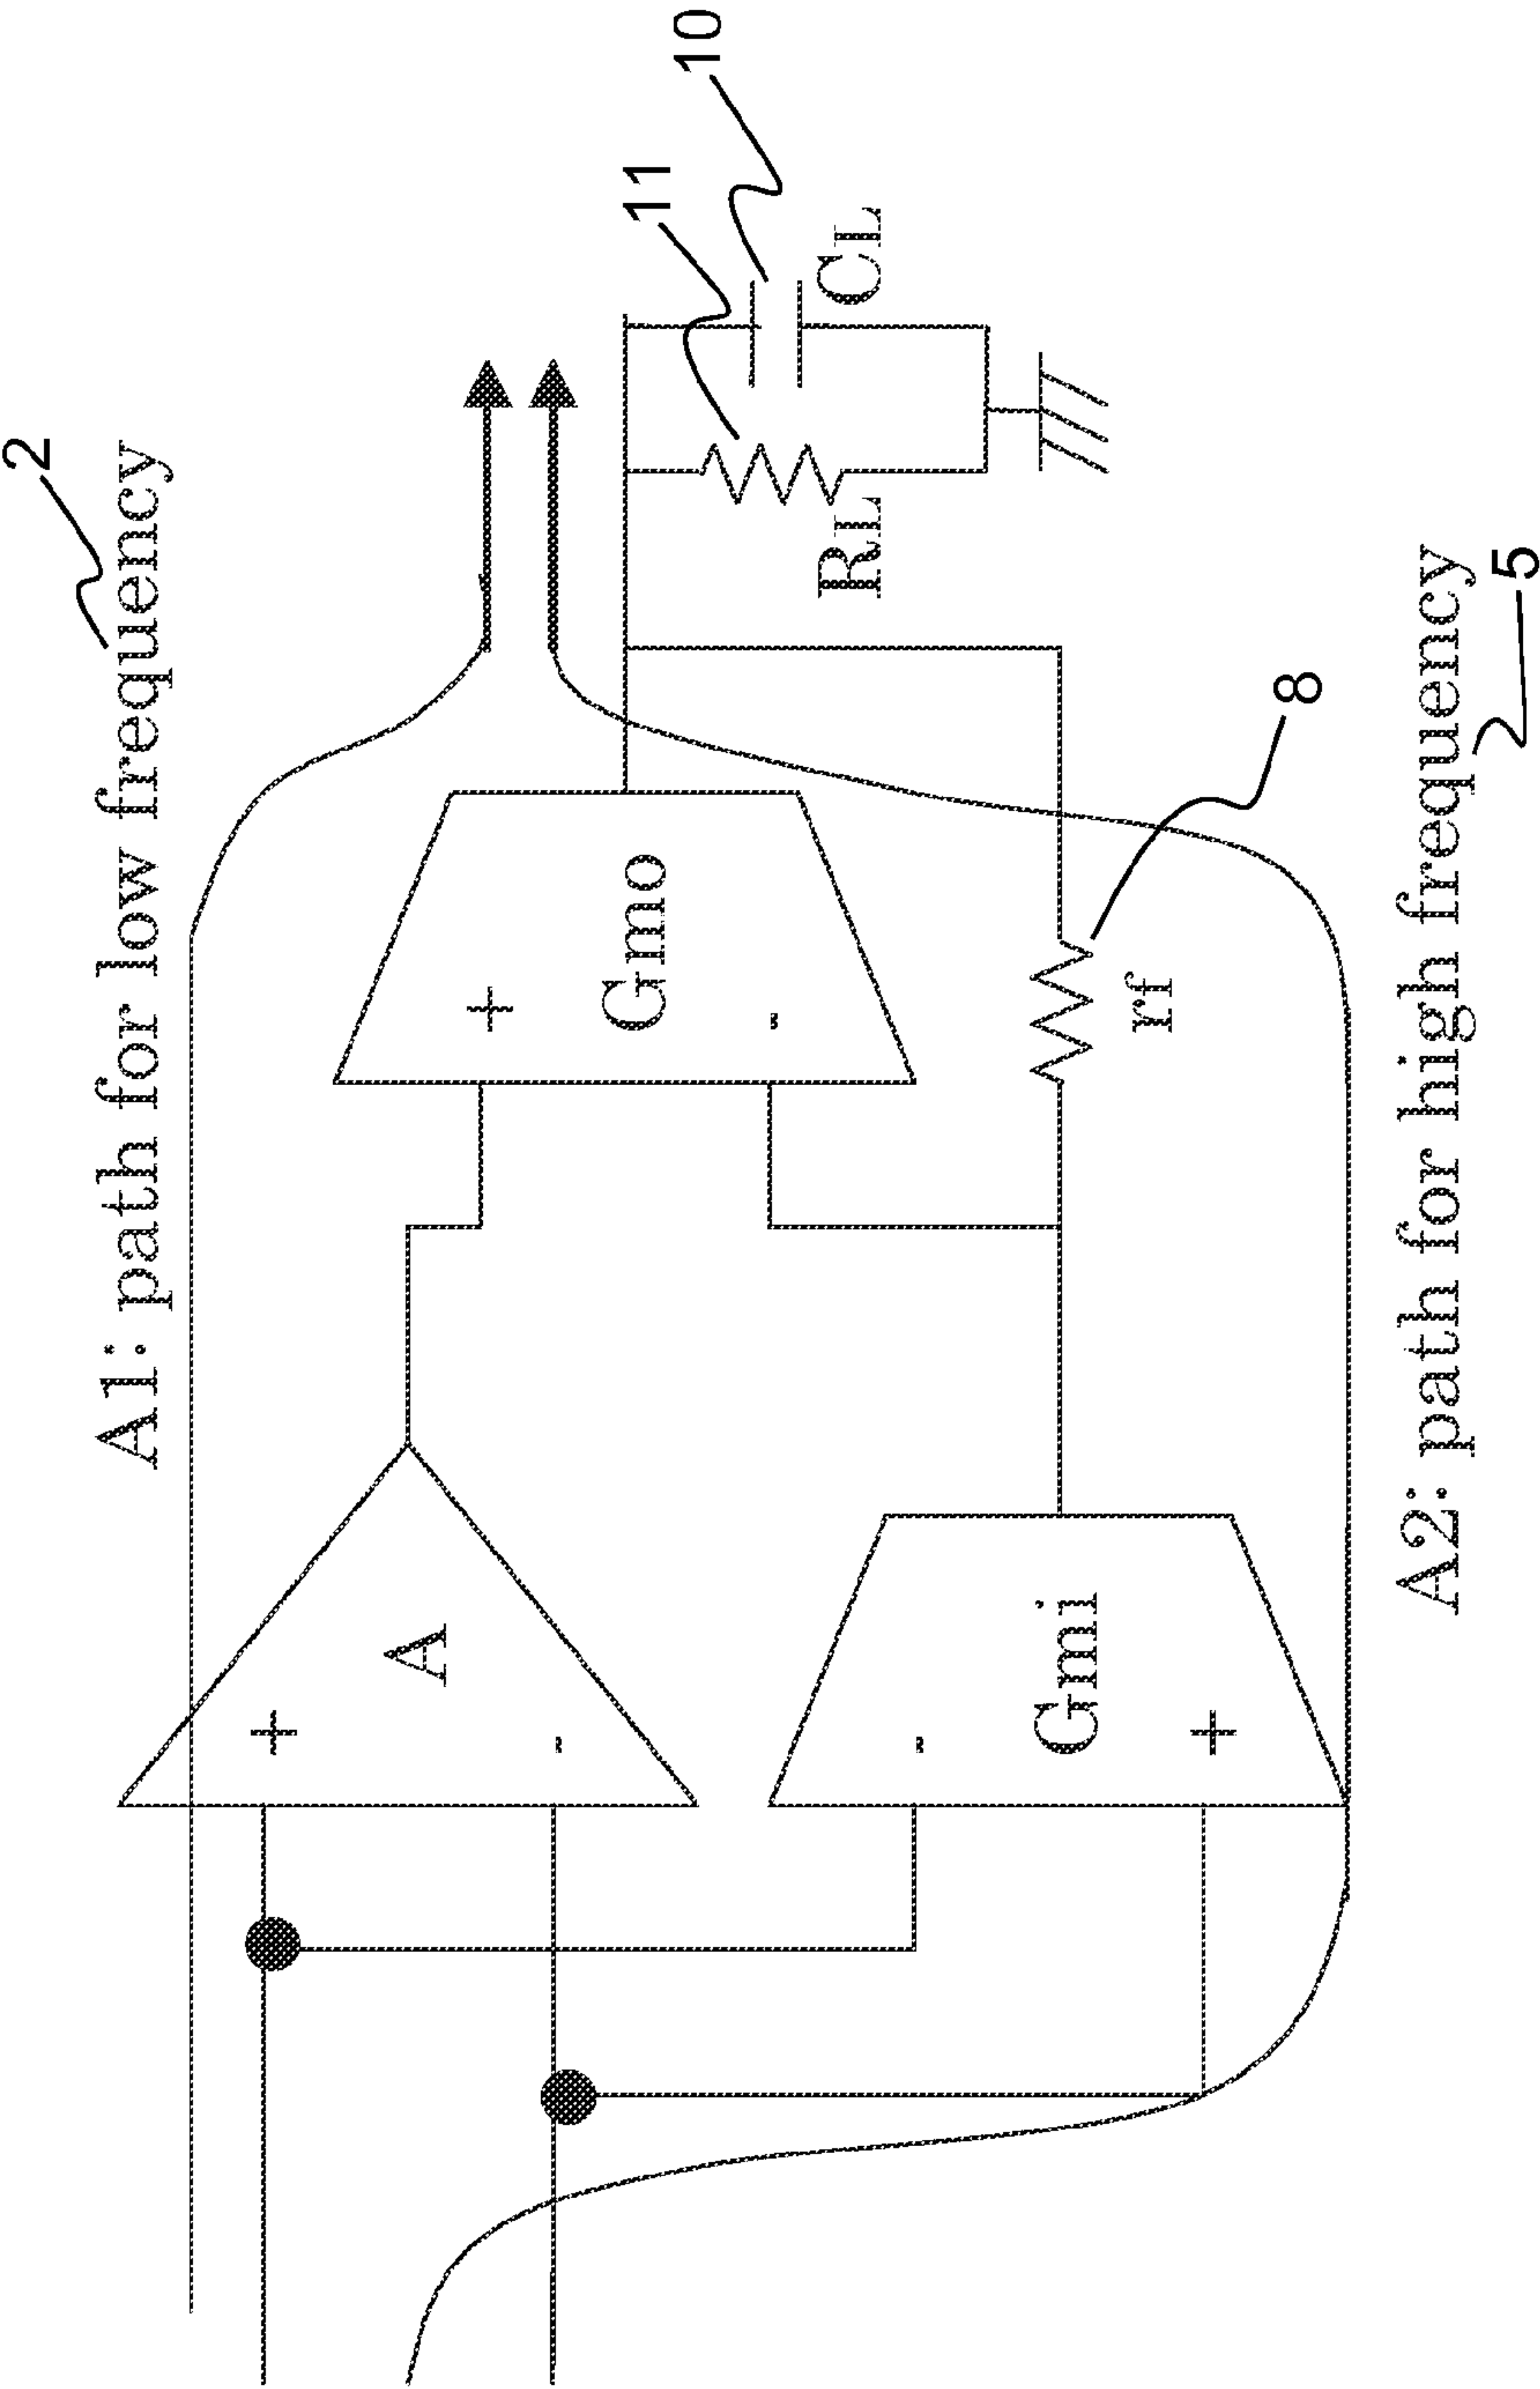 2
A1: path for low frequency
10
11
+
A
-
+
Gmo
-
RL
CL
-
Gmi
+
rf
8
A2: path for high frequency
5